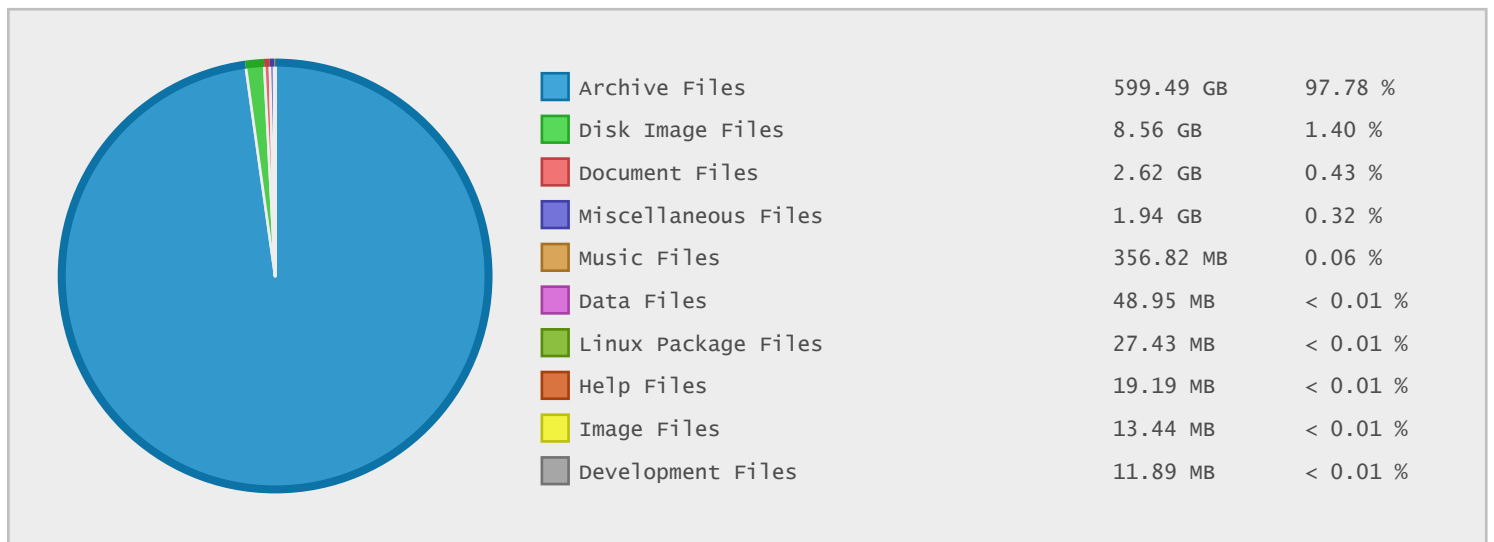 Archive Files 599.49 GB 97.78 %
Disk Image Files 8.56 GB 1.40 %
Document Files 2.62 GB 0.43 %
Miscellaneous Files 1.94 GB 0.32 %
Music Files 356.82 MB 0.06 %
Data Files 48.95 MB < 0.01 %
Linux Package Files 27.43 MB < 0.01 %
Help Files 19.19 MB < 0.01 %
Image Files 13.44 MB < 0.01 %
Development Files 11.89 MB < 0.01 %